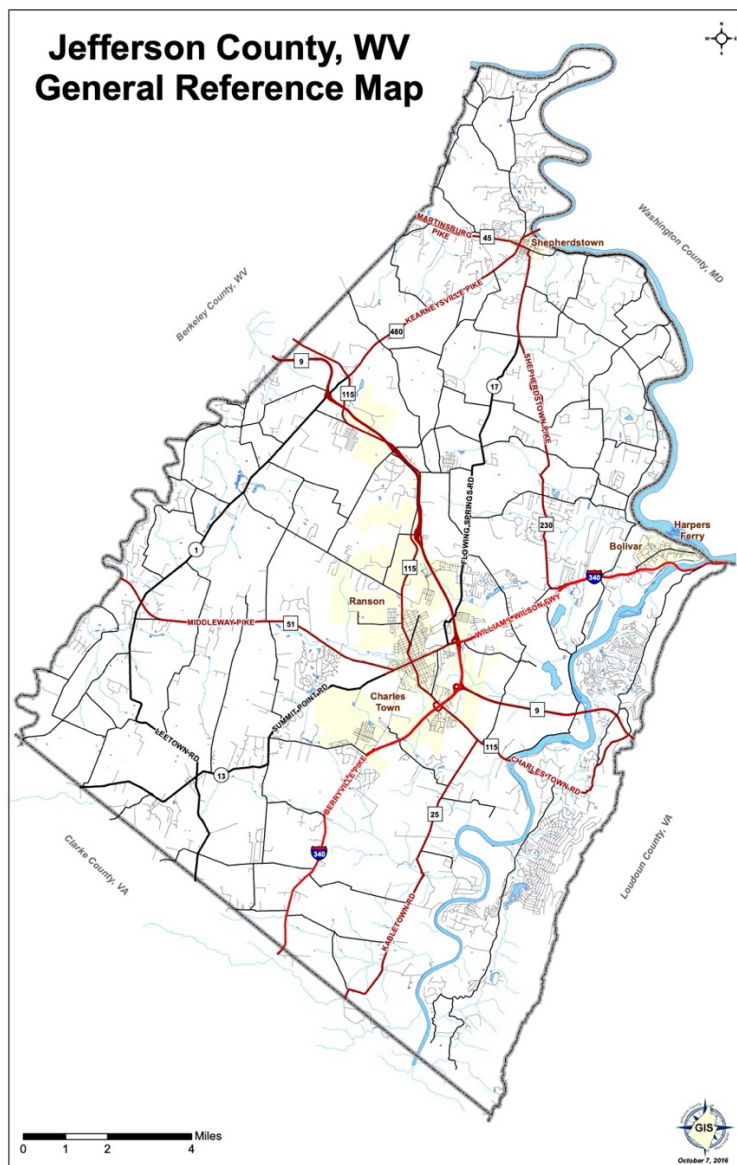 Jefferson County, WV
General Reference Map
Washington County, MD
MARTINSBURG
PIKE
45
Shepherdstown
Berkeley County, WV
KEARNEYSVILLE PIKE
480
9
115
17
SHEPHERDSTOWN PIKE
FLOWING SPRINGS RD
230
Harpers
Ferry
Bolivar
1
115
340
Ranson
WILLIAM L WILSON FWY
MIDDLEWAY PIKE
51
SUMMIT POINT RD
Charles
Town
9
LEETOWN RD
115
CHARLES TOWN RD
13
BERRYVILLE PIKE
25
340
KABLETOWN RD
Clarke County, VA
Loudoun County, VA
0 1 2 4 Miles
GIS
October 7, 2016